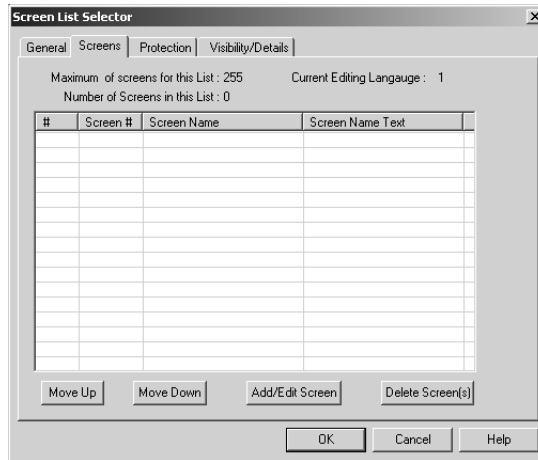 Screen List Selector
General Screens Protection Visibility/Details
Maximum of screens for this List : 255 Current Editing Langauge : 1
Number of Screens in this List : 0
# Screen # Screen Name Screen Name Text
Move Up Move Down Add/Edit Screen Delete Screen(s)
OK Cancel Help